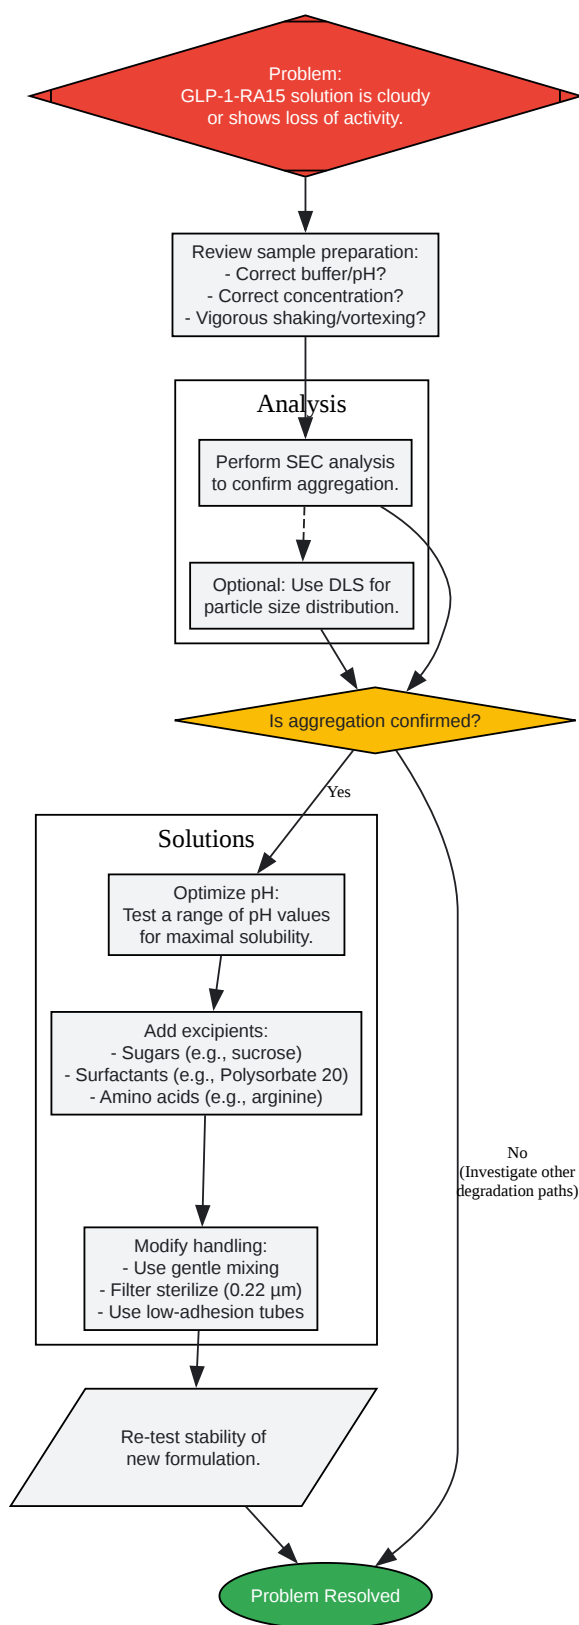 Problem:
GLP-1-RA15 solution is cloudy
or shows loss of activity.
Review sample preparation:
- Correct buffer/pH?
- Correct concentration?
- Vigorous shaking/vortexing?
Analysis
Perform SEC analysis
to confirm aggregation.
Optional: Use DLS for
particle size distribution.
Is aggregation confirmed?
Yes
Solutions
Optimize pH:
Test a range of pH values
for maximal solubility.
Add excipients:
- Sugars (e.g., sucrose)
- Surfactants (e.g., Polysorbate 20)
- Amino acids (e.g., arginine)
No
(Investigate other
degradation paths)
Modify handling:
- Use gentle mixing
- Filter sterilize (0.22 µm)
- Use low-adhesion tubes
Re-test stability of
new formulation.
Problem Resolved